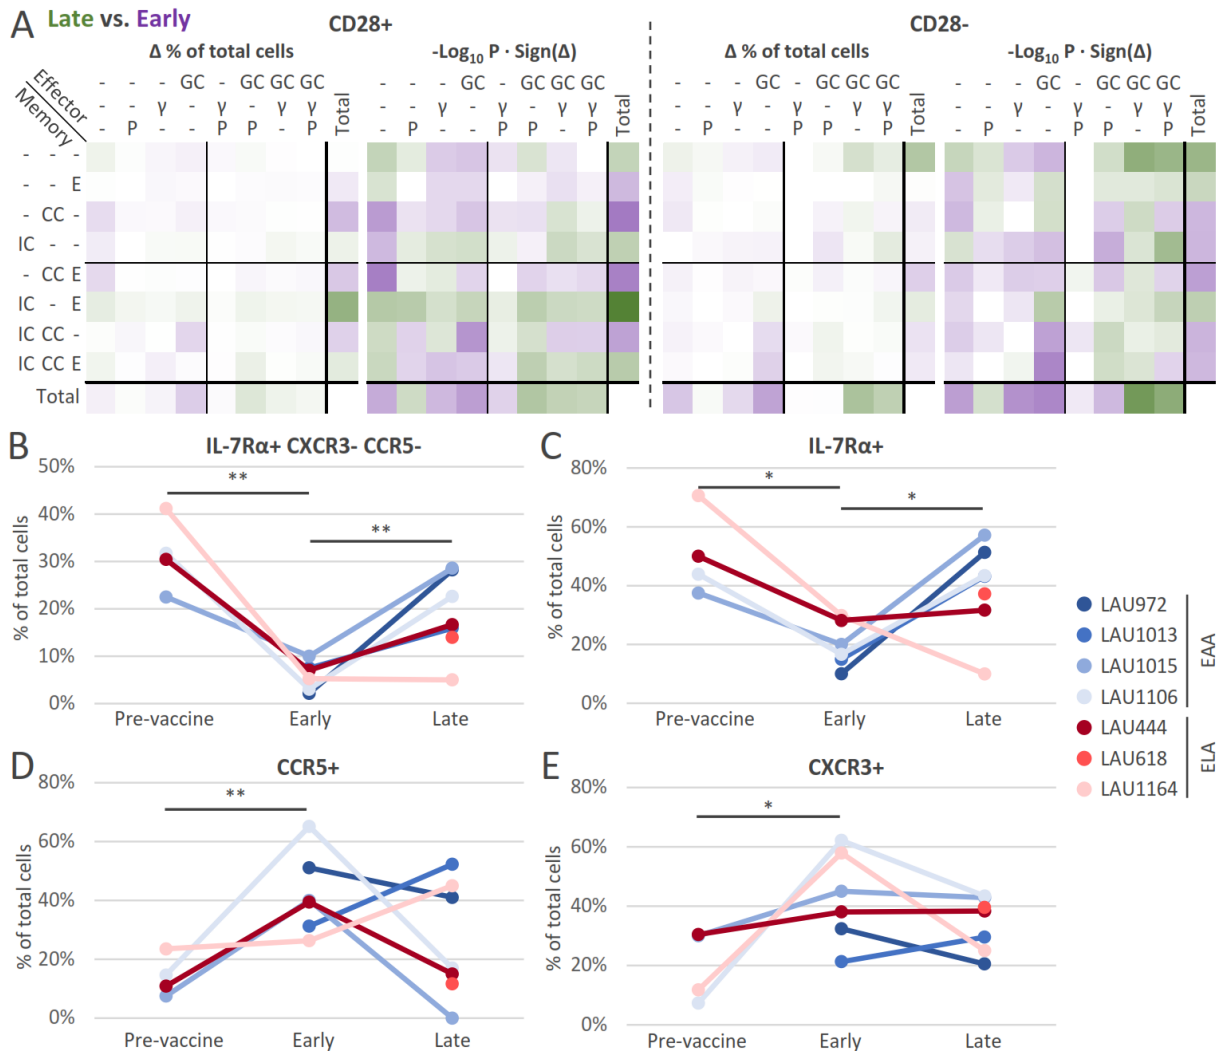 A Late vs. Early
CD28+
CD28-
Δ % of total cells
-Log10 P · Sign(Δ)
Δ % of total cells
-Log10 P · Sign(Δ)
Effector
Memory
- - - GC - GC GC GC
- - γ - γ - γ γ
- P - - P P - P
Total
- - - GC - GC GC GC
- - γ - γ - γ γ
- P - - P P - P
Total
- - - GC - GC GC GC
- - γ - γ - γ γ
- P - - P P - P
Total
- - - GC - GC GC GC
- - γ - γ - γ γ
- P - - P P - P
Total
- - -
- - E
- CC -
IC - -
- CC E
IC - E
IC CC -
IC CC E
Total
B IL-7Rα+ CXCR3- CCR5-
% of total cells
50%
40%
30%
20%
10%
0%
**
**
Pre-vaccine Early Late
C IL-7Rα+
% of total cells
80%
60%
40%
20%
0%
*
*
Pre-vaccine Early Late
LAU972
LAU1013
LAU1015
LAU1106
EAA
LAU444
LAU618
LAU1164
ELA
D CCR5+
% of total cells
80%
60%
40%
20%
0%
**
Pre-vaccine Early Late
E CXCR3+
% of total cells
80%
60%
40%
20%
0%
*
Pre-vaccine Early Late